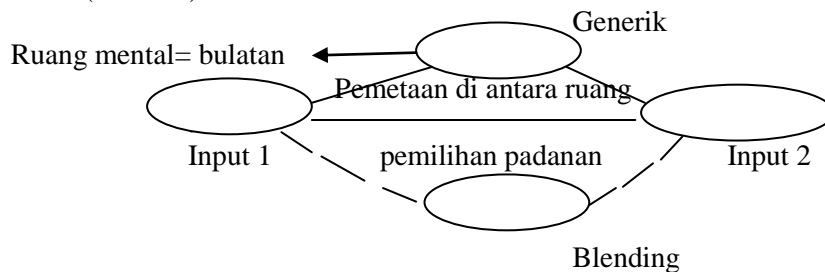 Generik
Ruang mental= bulatan
Pemetaan di antara ruang
Input 1
pemilihan padanan
Input 2
Blending